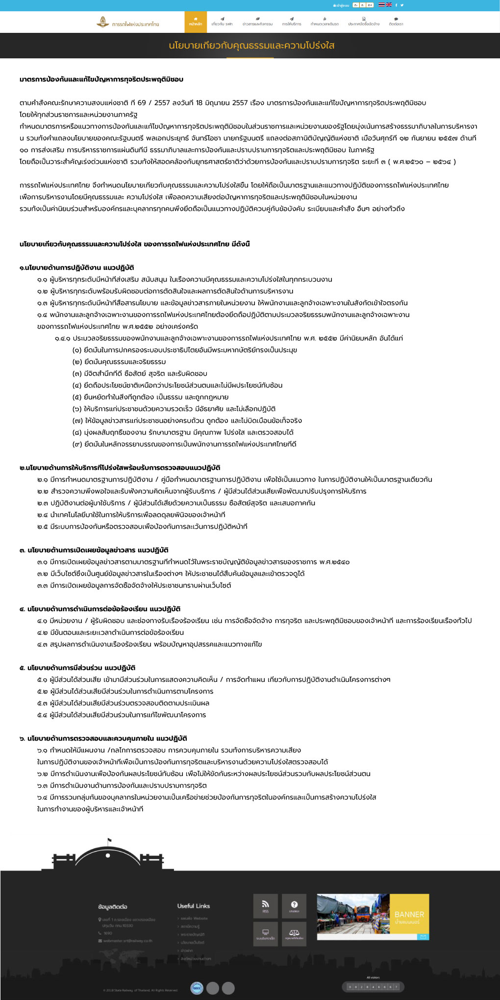 เข้าสู่ระบบ ก- ก ก+
การรถไฟแห่งประเทศไทย
หน้าหลัก เกี่ยวกับ รฟท ข่าวสารและกิจกรรม การให้บริการ กำหนดเวลาเดินรถ ประกาศจัดซื้อจัดจ้าง ติดต่อเรา
นโยบายเกี่ยวกับคุณธรรมและความโปร่งใส
มาตรการป้องกันและแก้ไขปัญหาการทุจริตประพฤติมิชอบ
ตามคำสั่งคณะรักษาความสงบแห่งชาติ ที่ 69 / 2557 ลงวันที่ 18 มิถุนายน 2557 เรื่อง มาตรการป้องกันและแก้ไขปัญหาการทุจริตประพฤติมิชอบ
โดยให้ทุกส่วนราชการและหน่วยงานภาครัฐ
กำหนดมาตรการหรือแนวทางการป้องกันและแก้ไขปัญหาการทุจริตประพฤติมิชอบในส่วนราชการและหน่วยงานของรัฐโดยมุ่งเน้นการสร้างธรรมาภิบาลในการบริหารงา
น รวมทั้งคำแถลงนโยบายของคณะรัฐมนตรี พลเอกประยุทธ์ จันทร์โอชา นายกรัฐมนตรี แถลงต่อสภานิติบัญญัติแห่งชาติ เมื่อวันศุกร์ที่ ๑๒ กันยายน ๒๕๕๗ ด้านที่
๑๐ การส่งเสริม การบริหารราชการแผ่นดินที่มี ธรรมาภิบาลและการป้องกันและปราบปรามการทุจริตและประพฤติมิชอบ ในภาครัฐ
โดยถือเป็นวาระสำคัญเร่งด่วนแห่งชาติ รวมทั้งให้สอดคล้องกับยุทธศาสตร์ชาติว่าด้วยการป้องกันและปราบปรามการทุจริต ระยะที่ ๓ ( พ.ศ.๒๕๖๐ – ๒๕๖๔ )
การรถไฟแห่งประเทศไทย จึงกำหนดนโยบายเกี่ยวกับคุณธรรมและความโปร่งใสขึ้น โดยให้ถือเป็นมาตรฐานและแนวทางปฏิบัติของการรถไฟแห่งประเทศไทย
เพื่อการบริหารงานโดยมีคุณธรรมและ ความโปร่งใส เพื่อลดความเสี่ยงต่อปัญหาการทุจริตและประพฤติมิชอบในหน่วยงาน
รวมทั้งเป็นค่านิยมร่วมสำหรับองค์กรและบุคลากรทุกคนพึงยึดถือเป็นแนวทางปฏิบัติควบคู่กับข้อบังคับ ระเบียบและคำสั่ง อื่นๆ อย่างทั่วถึง
นโยบายเกี่ยวกับคุณธรรมและความโปร่งใส ของการรถไฟแห่งประเทศไทย มีดังนี้
๑.นโยบายด้านการปฏิบัติงาน แนวปฏิบัติ
๑.๑ ผู้บริหารทุกระดับมีหน้าที่ส่งเสริม สนับสนุน ในเรื่องความมีคุณธรรมและความโปร่งใสในทุกกระบวนงาน
๑.๒ ผู้บริหารทุกระดับพร้อมรับผิดชอบต่อการตัดสินใจและผลการตัดสินใจด้านการบริหารงาน
๑.๓ ผู้บริหารทุกระดับมีหน้าที่สื่อสารนโยบาย และข้อมูลข่าวสารภายในหน่วยงาน ให้พนักงานและลูกจ้างเฉพาะงานในสังกัดเข้าใจตรงกัน
๑.๔ พนักงานและลูกจ้างเฉพาะงานของการรถไฟแห่งประเทศไทยต้องยึดถือปฏิบัติตามประมวลจริยธรรมพนักงานและลูกจ้างเฉพาะงาน
ของการรถไฟแห่งประเทศไทย พ.ศ.๒๕๕๒ อย่างเคร่งครัด
๑.๔.๑ ประมวลจริยธรรมของพนักงานและลูกจ้างเฉพาะงานของการรถไฟแห่งประเทศไทย พ.ศ. ๒๕๕๒ มีค่านิยมหลัก อันได้แก่
(๑) ยึดมั่นในการปกครองระบอบประชาธิปไตยอันมีพระมหากษัตริย์ทรงเป็นประมุข
(๒) ยึดมั่นคุณธรรมและจริยธรรม
(๓) มีจิตสำนึกที่ดี ซื่อสัตย์ สุจริต และรับผิดชอบ
(๔) ยึดถือประโยชน์ชาติเหนือกว่าประโยชน์ส่วนตนและไม่มีผประโยชน์ทับซ้อน
(๕) ยืนหยัดทำในสิ่งที่ถูกต้อง เป็นธรรม และถูกกฎหมาย
(๖) ให้บริการแก่ประชาชนด้วยความรวดเร็ว มีอัธยาศัย และไม่เลือกปฏิบัติ
(๗) ให้ข้อมูลข่าวสารแก่ประชาชนอย่างครบถ้วน ถูกต้อง และไม่บิดเบือนข้อเท็จจริง
(๘) มุ่งผลสัมฤทธิ์ของงาน รักษามาตรฐาน มีคุณภาพ โปร่งใส และตรวจสอบได้
(๙) ยึดมั่นในหลักจรรยาบรรณของการเป็นพนักงานการรถไฟแห่งประเทศไทยที่ดี
๒.นโยบายด้านการให้บริการที่โปร่งใสพร้อมรับการตรวจสอบแนวปฏิบัติ
๒.๑ มีการกำหนดมาตรฐานการปฏิบัติงาน / คู่มือกำหนดมาตรฐานการปฏิบัติงาน เพื่อใช้เป็นแนวทาง ในการปฏิบัติงานให้เป็นมาตรฐานเดียวกัน
๒.๒ สำรวจความพึงพอใจและรับฟังความคิดเห็นจากผู้รับบริการ / ผู้มีส่วนได้ส่วนเสียเพื่อพัฒนาปรับปรุงการให้บริการ
๒.๓ ปฏิบัติงานต่อผู้มาใช้บริการ / ผู้มีส่วนได้เสียด้วยความเป็นธรรม ซื่อสัตย์สุจริต และเสมอภาคกัน
๒.๔ นำเทคโนโลยีมาใช้ในการให้บริการเพื่อลดดุลยพินิจของเจ้าหน้าที่
๒.๕ มีระบบการป้องกันหรือตรวจสอบเพื่อป้องกันการละเว้นการปฏิบัติหน้าที่
๓. นโยบายด้านการเปิดเผยข้อมูลข่าวสาร แนวปฏิบัติ
๓.๑ มีการเปิดเผยข้อมูลข่าวสารตามมาตรฐานที่กำหนดไว้ในพระราชบัญญัติข้อมูลข่าวสารของราชการ พ.ศ.๒๕๔๐
๓.๒ มีเว็บไซต์ซึ่งเป็นศูนย์ข้อมูลข่าวสารในเรื่องต่างๆ ให้ประชาชนได้สืบค้นข้อมูลและเข้าตรวจดูได้
๓.๓ มีการเปิดเผยข้อมูลการจัดซื้อจัดจ้างให้ประชาชนทราบผ่านเว็บไซต์
๔. นโยบายด้านการดำเนินการต่อข้อร้องเรียน แนวปฏิบัติ
๔.๑ มีหน่วยงาน / ผู้รับผิดชอบ และช่องทางรับเรื่องร้องเรียน เช่น การจัดซื้อจัดจ้าง การทุจริต และประพฤติมิชอบของเจ้าหน้าที่ และการร้องเรียนเรื่องทั่วไป
๔.๒ มีขั้นตอนและระยะเวลาดำเนินการต่อข้อร้องเรียน
๔.๓ สรุปผลการดำเนินงานเรื่องร้องเรียน พร้อมปัญหาอุปสรรคและแนวทางแก้ไข
๕. นโยบายด้านการมีส่วนร่วม แนวปฏิบัติ
๕.๑ ผู้มีส่วนได้ส่วนเสีย เข้ามามีส่วนร่วมในการแสดงความคิดเห็น / การจัดทำแผน เกี่ยวกับการปฏิบัติงานดำเนินโครงการต่างๆ
๕.๒ ผู้มีส่วนได้ส่วนเสียมีส่วนร่วมในการดำเนินการตามโครงการ
๕.๓ ผู้มีส่วนได้ส่วนเสียมีส่วนร่วมตรวจสอบติดตามประเมินผล
๕.๔ ผู้มีส่วนได้ส่วนเสียมีส่วนร่วมในการแก้ไขพัฒนาโครงการ
๖. นโยบายด้านการตรวจสอบและควบคุมภายใน แนวปฏิบัติ
๖.๑ กำหนดให้มีแผนงาน /กลไกการตรวจสอบ การควบคุมภายใน รวมทั้งการบริหารความเสี่ยง
ในการปฏิบัติงานของเจ้าหน้าที่เพื่อเป็นการป้องกันการทุจริตและบริหารงานด้วยความโปร่งใสตรวจสอบได้
๖.๒ มีการดำเนินงานเพื่อป้องกันผลประโยชน์ทับซ้อน เพื่อไม่ให้ขัดกันระหว่างผลประโยชน์ส่วนรวมกับผลประโยชน์ส่วนตน
๖.๓ มีการดำเนินงานด้านการป้องกันและปราบปรามการทุจริต
๖.๔ มีการรวมกลุ่มกันของบุคลากรในหน่วยงานเป็นเครือข่ายช่วยป้องกันการทุจริตในองค์กรและเป็นการสร้างความโปร่งใส
ในการทำงานของผู้บริหารและเจ้าหน้าที่
ข้อมูลติดต่อ
เลขที่ 1 ถ.รองเมือง แขวงรองเมือง
ปทุมวัน กทม 10330
1690
webmaster.srt@railway.co.th
Useful Links
แผนผัง Website
สถานีความรู้
พระราชบัญญัติ
นโยบายเว็บไซต์
ข่าวฝาก
ลิงก์หน่วยงานต่างๆ
RSS
ระบบอินทราเน็ต
BANNER
ป้ายแบนเนอร์
All visitors
© 2018 State Railway of Thailand. All Rights Reserved.
GECC